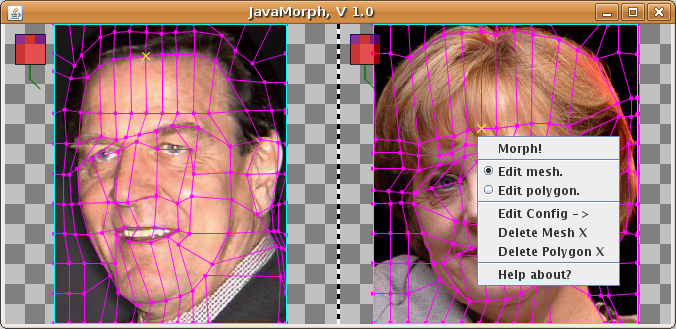 JavaMorph, V 1.0
Morph!
Edit mesh.
Edit polygon.
Edit Config ->
Delete Mesh X
Delete Polygon X
Help about?